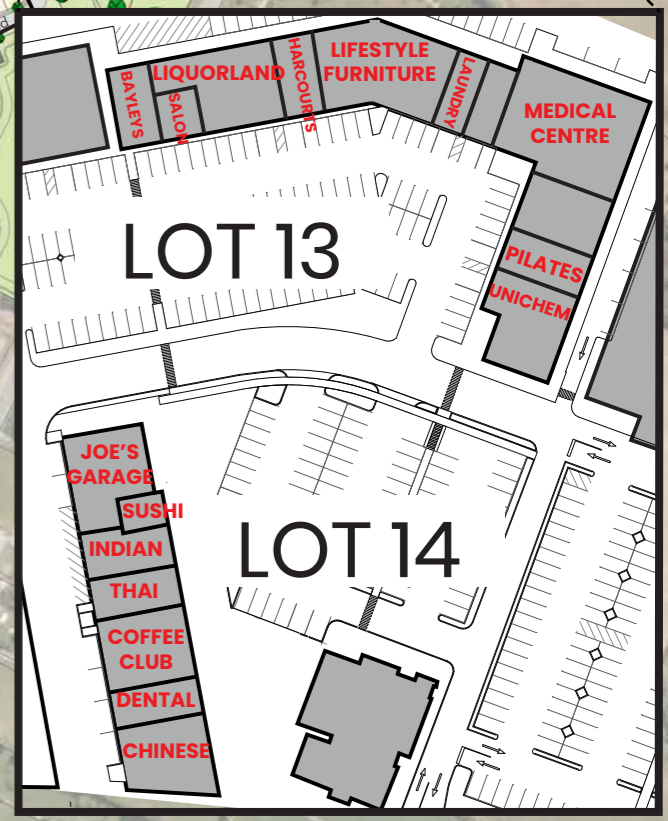 BAYLEYS
LIQUORLAND
SALON
HARCOURTS
LIFESTYLE
FURNITURE
LAUNDRY
MEDICAL
CENTRE
LOT 13
PILATES
UNICHEM
JOE'S
GARAGE
SUSHI
INDIAN
THAI
COFFEE
CLUB
DENTAL
CHINESE
LOT 14